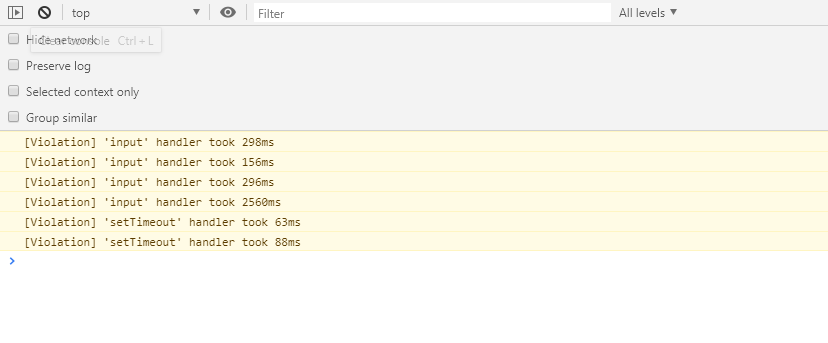 top
Filter
All levels
Hide network
Clear console Ctrl + L
Preserve log
Selected context only
Group similar
[Violation] 'input' handler took 298ms
[Violation] 'input' handler took 156ms
[Violation] 'input' handler took 296ms
[Violation] 'input' handler took 2560ms
[Violation] 'setTimeout' handler took 63ms
[Violation] 'setTimeout' handler took 88ms